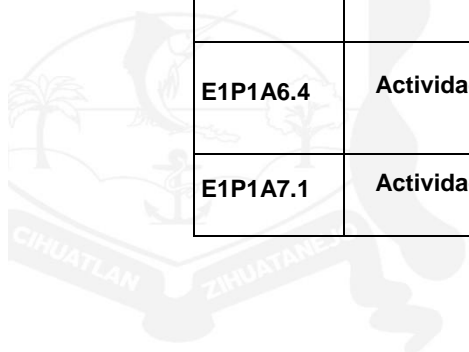 E1P1A6.4 Activida
E1P1A7.1 Activida
CIHUATLAN ZIHUATANEJO